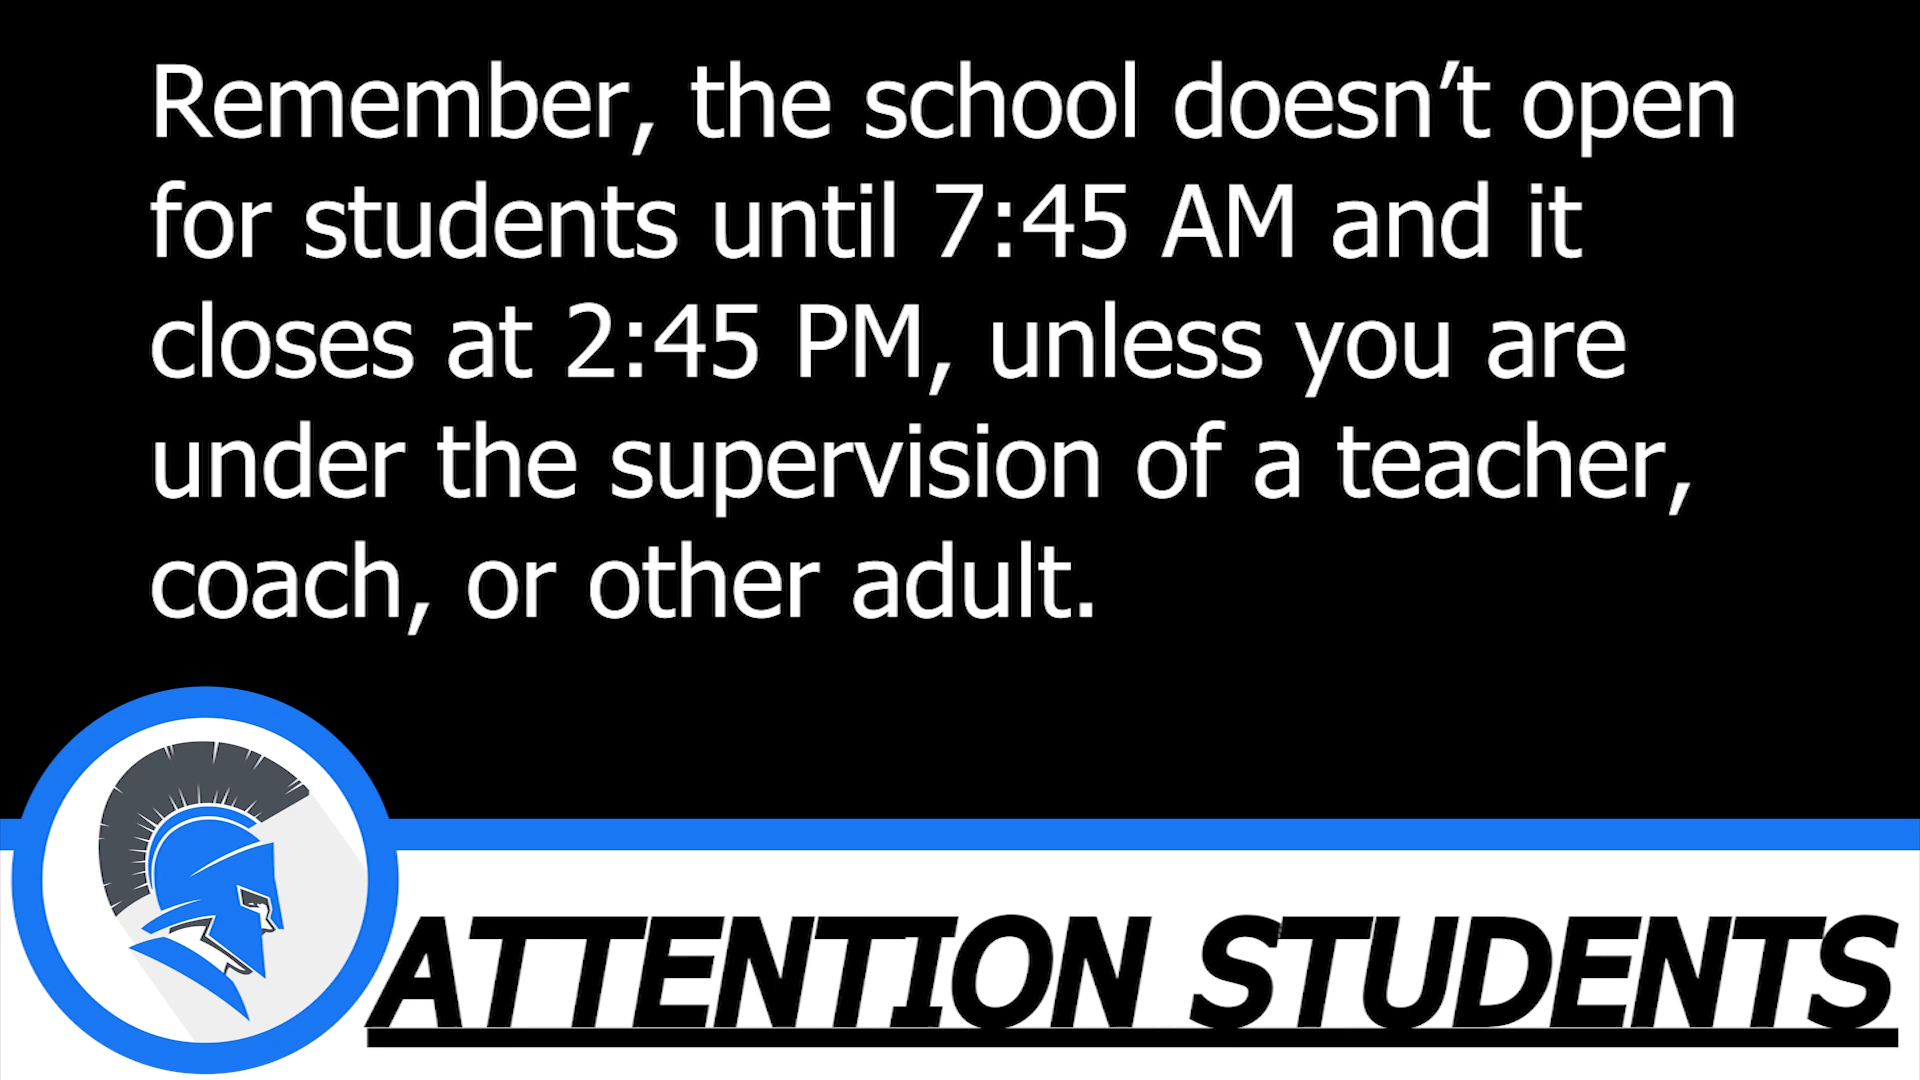 Remember, the school doesn’t open
for students until 7:45 AM and it
closes at 2:45 PM, unless you are
under the supervision of a teacher,
coach, or other adult.
ATTENTION STUDENTS